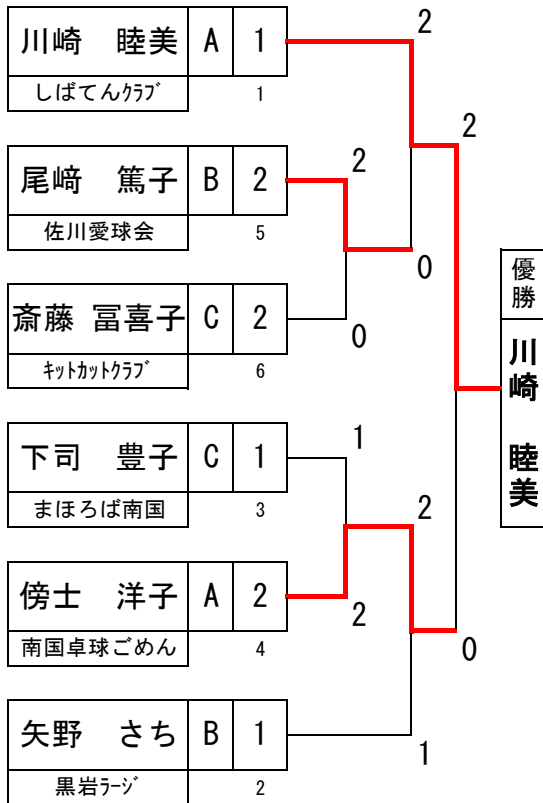 川崎　睦美 A 1
しばてんｸﾗﾌﾞ 1
尾﨑　篤子 B 2
佐川愛球会 5
斎藤 冨喜子 C 2
ｷｯﾄｶｯﾄｸﾗﾌﾞ 6
下司　豊子 C 1
まほろば南国 3
傍士　洋子 A 2
南国卓球ごめん 4
矢野　さち B 1
黒岩ﾗｰｼﾞ 2
2
2
2
0
0
1
2
2
0
1
優勝
川崎　睦美